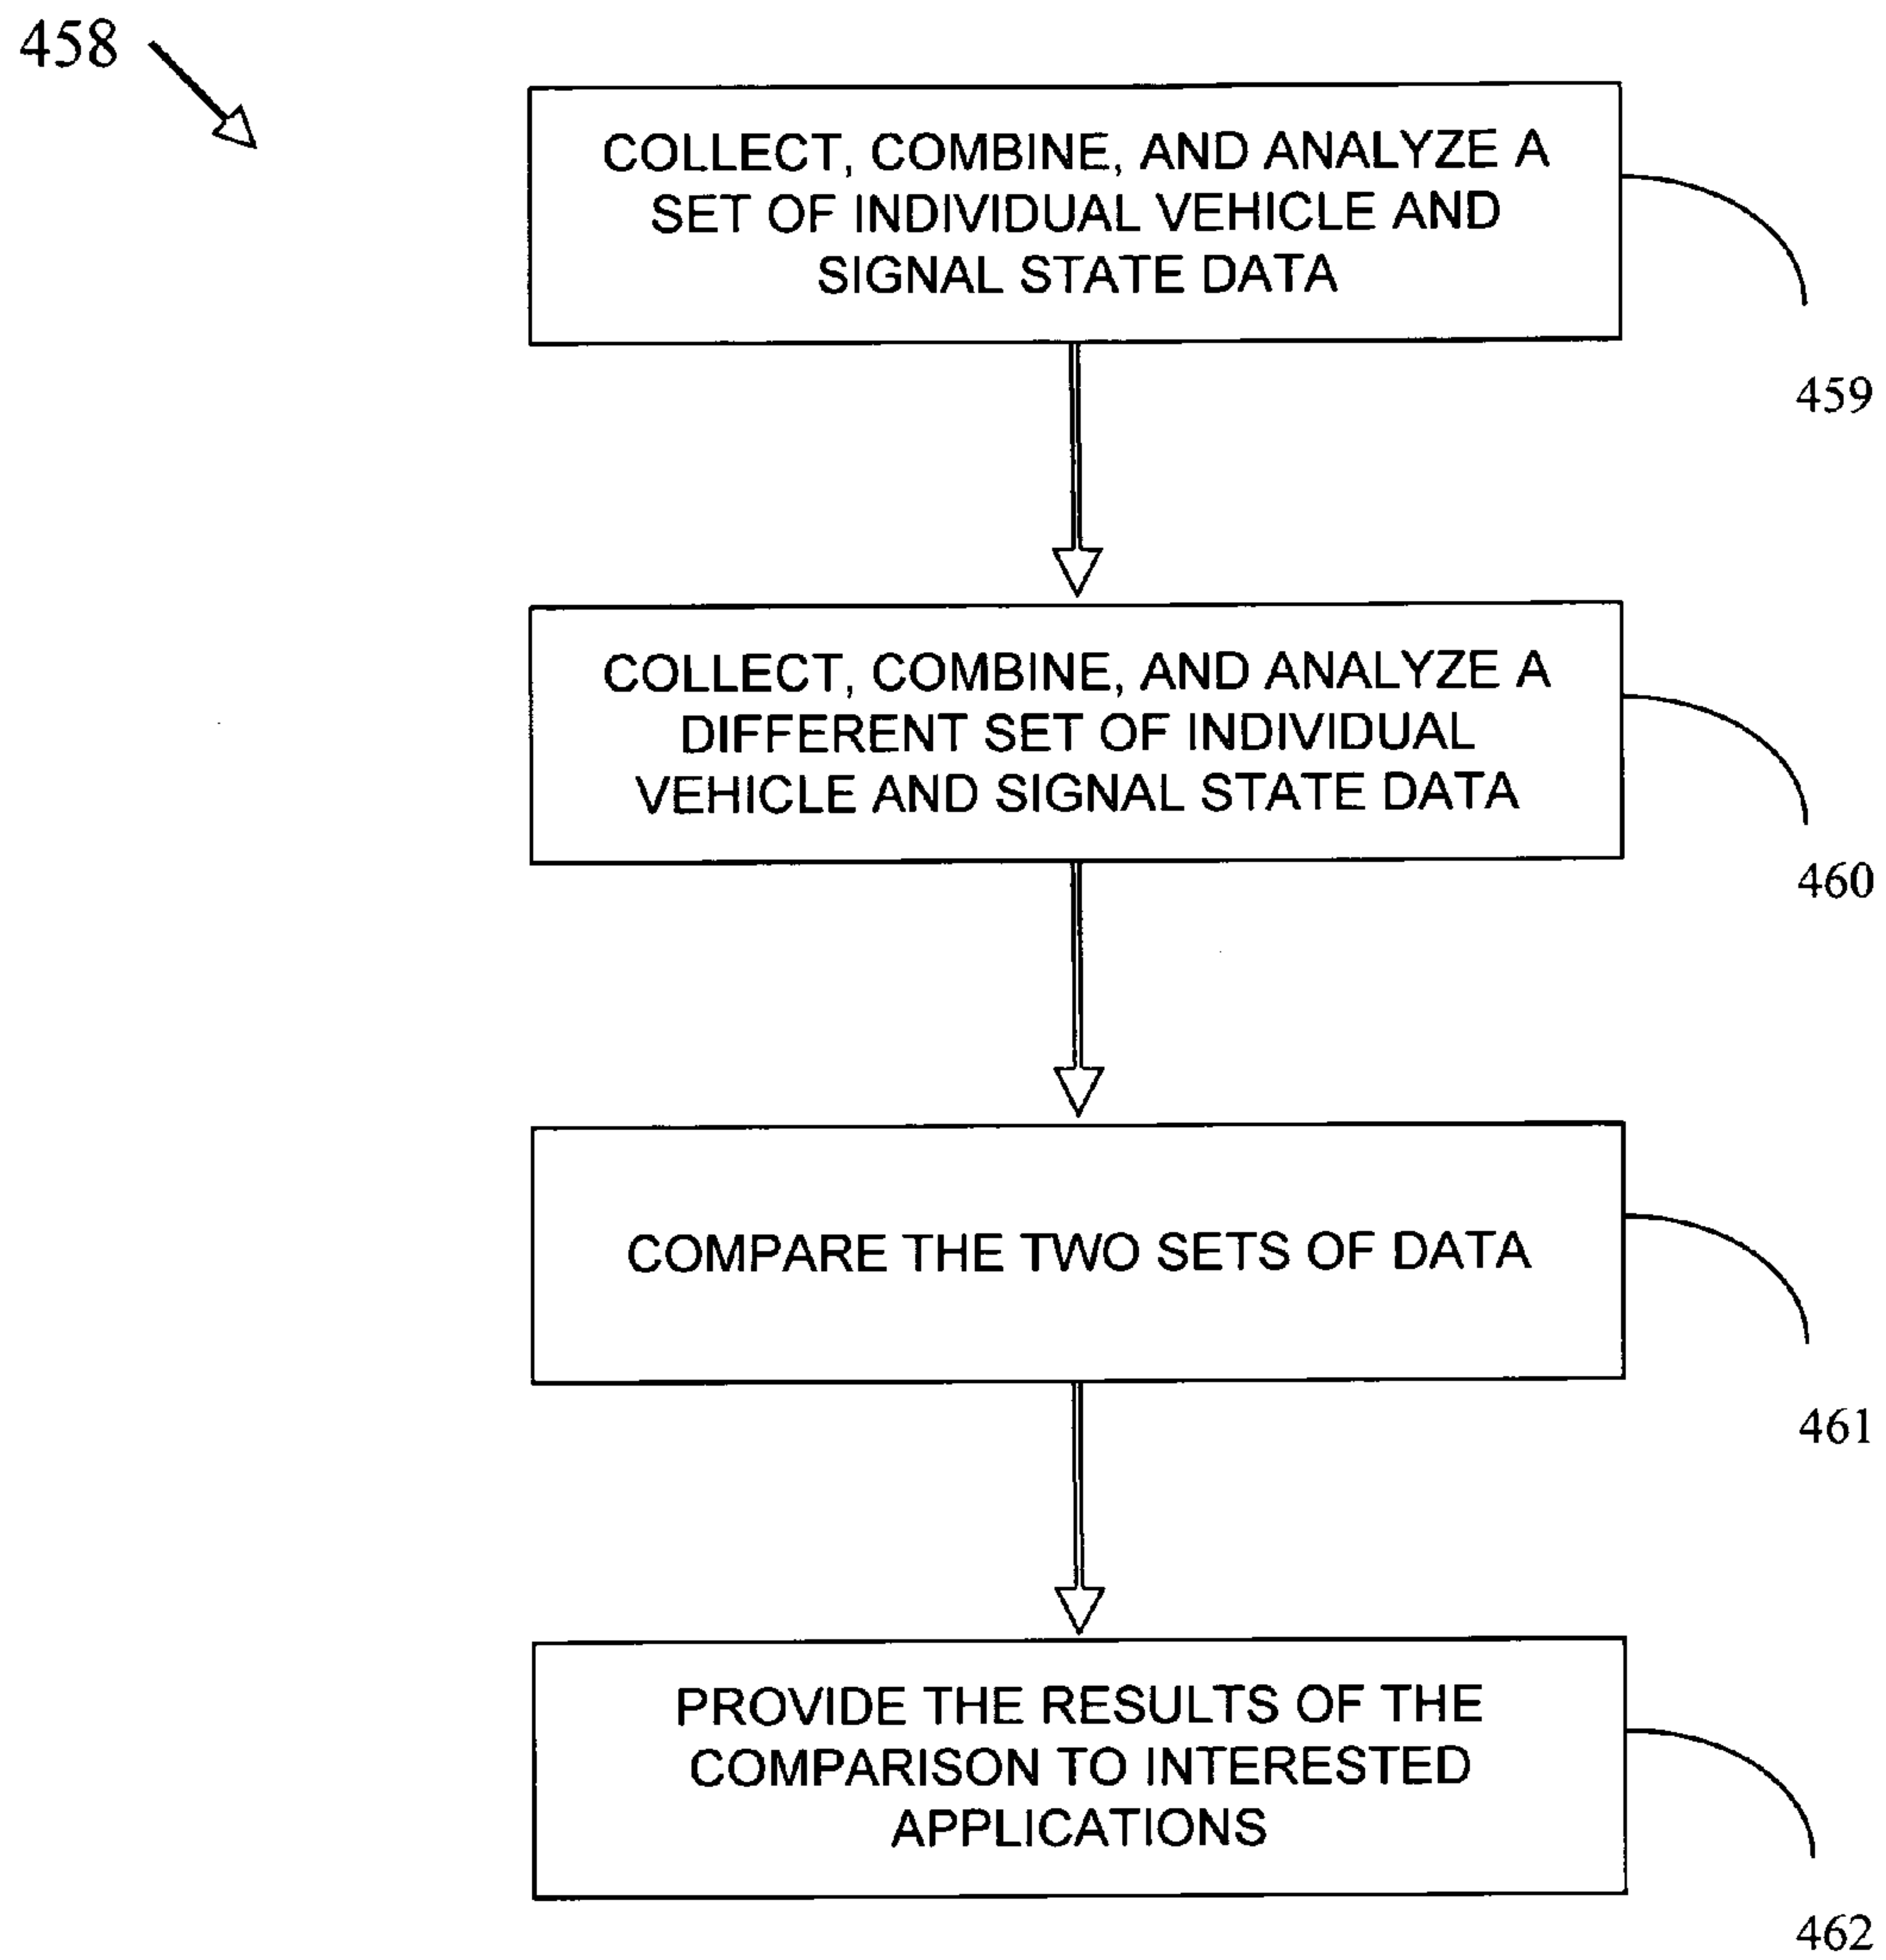 458
COLLECT, COMBINE, AND ANALYZE A
SET OF INDIVIDUAL VEHICLE AND
SIGNAL STATE DATA
459
COLLECT, COMBINE, AND ANALYZE A
DIFFERENT SET OF INDIVIDUAL
VEHICLE AND SIGNAL STATE DATA
460
COMPARE THE TWO SETS OF DATA
461
PROVIDE THE RESULTS OF THE
COMPARISON TO INTERESTED
APPLICATIONS
462